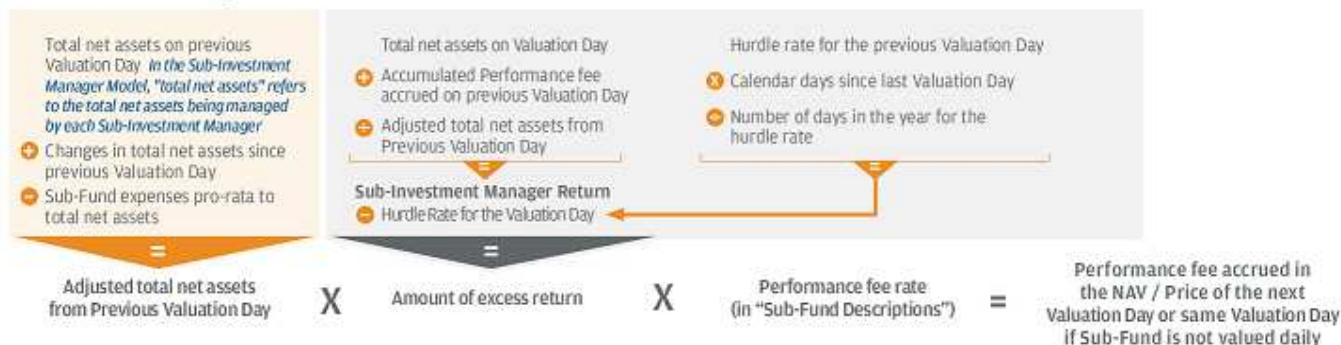 Total net assets on previous
Valuation Day In the Sub-Investment
Manager Model, "total net assets" refers
to the total net assets being managed
by each Sub-Investment Manager
+ Changes in total net assets since
previous Valuation Day
− Sub-Fund expenses pro-rata to
total net assets
=
Adjusted total net assets
from Previous Valuation Day
X
Total net assets on Valuation Day
+ Accumulated Performance fee
accrued on previous Valuation Day
Adjusted total net assets from
Previous Valuation Day
=
Sub-Investment Manager Return
− Hurdle Rate for the Valuation Day
=
Amount of excess return
X
Hurdle rate for the previous Valuation Day
X Calendar days since last Valuation Day
Number of days in the year for the
hurdle rate
=
Performance fee rate
(in "Sub-Fund Descriptions")
=
Performance fee accrued in
the NAV / Price of the next
Valuation Day or same Valuation Day
if Sub-Fund is not valued daily